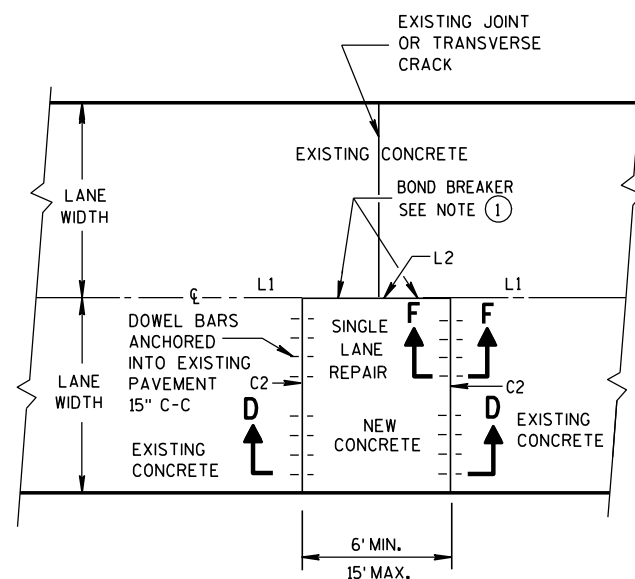 EXISTING JOINT
OR TRANSVERSE
CRACK
EXISTING CONCRETE
LANE
WIDTH
BOND BREAKER
SEE NOTE 1
L2
℄
L1
L1
DOWEL BARS
ANCHORED
INTO EXISTING
PAVEMENT
15" C-C
SINGLE
LANE
REPAIR
F
F
LANE
WIDTH
C2
C2
D
D
EXISTING
CONCRETE
NEW
CONCRETE
EXISTING
CONCRETE
6' MIN.
15' MAX.